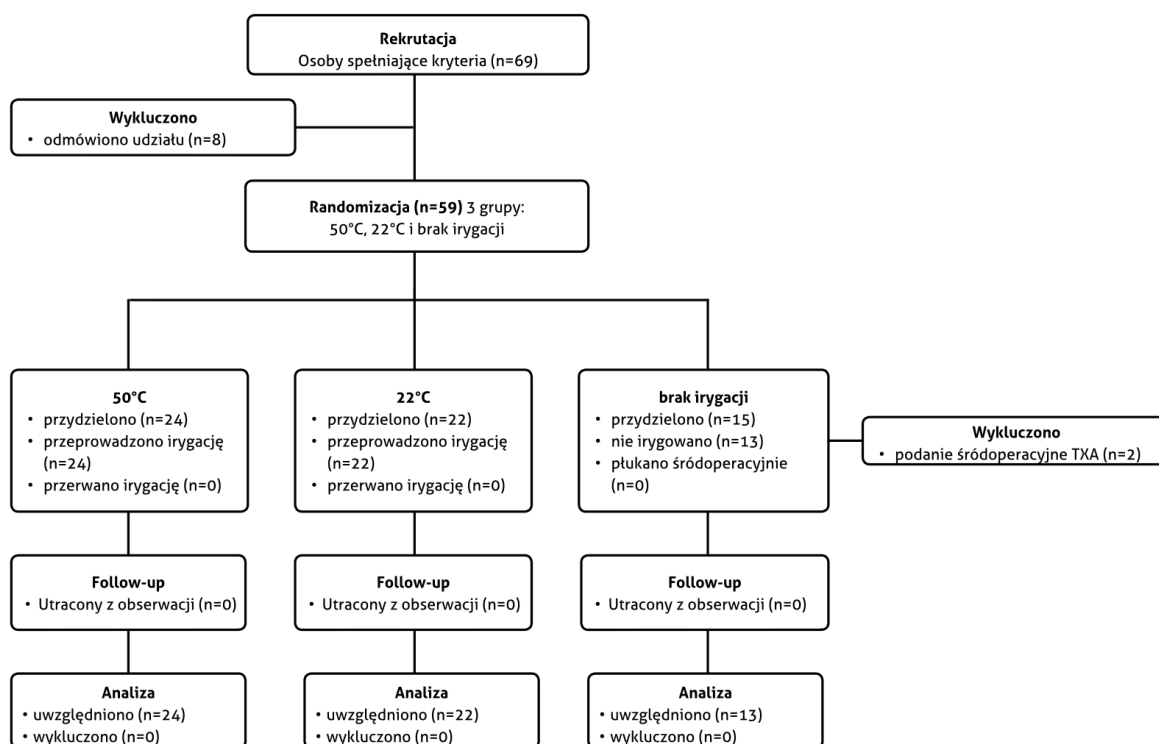 Rekrutacja
Osoby spełniające kryteria (n=69)
Wykluczono
• odmówiono udziału (n=8)
Randomizacja (n=59) 3 grupy:
50°C, 22°C i brak irygacji
50°C
• przydzielono (n=24)
• przeprowadzono irygację
(n=24)
• przerwano irygację (n=0)
22°C
• przydzielono (n=22)
• przeprowadzono irygację
(n=22)
• przerwano irygację (n=0)
brak irygacji
• przydzielono (n=15)
• nie irygowano (n=13)
• płukano śródoperacyjnie
(n=0)
Wykluczono
• podanie śródoperacyjne TXA (n=2)
Follow-up
• Utracony z obserwacji (n=0)
Follow-up
• Utracony z obserwacji (n=0)
Follow-up
• Utracony z obserwacji (n=0)
Analiza
• uwzględniono (n=24)
• wykluczono (n=0)
Analiza
• uwzględniono (n=22)
• wykluczono (n=0)
Analiza
• uwzględniono (n=13)
• wykluczono (n=0)